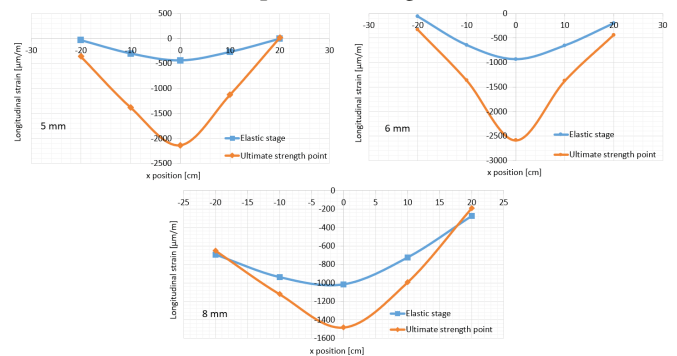 500
-30 -20 -10 0 10 20 30
0
-500
-1000
-1500
-2000
-2500
Longitudinal strain [µm/m]
5 mm
Elastic stage
Ultimate strength point
x position [cm]
0
-30 -20 -10 0 10 20 30
-500
-1000
-1500
-2000
-2500
-3000
Longitudinal strain [µm/m]
6 mm
Elastic stage
Ultimate strength point
x position [cm]
0
-25 -20 -15 -10 -5 0 5 10 15 20 25
-200
-400
-600
-800
-1000
-1200
-1400
-1600
Longitudinal strain [µm/m]
8 mm
Elastic stage
Ultimate strength point
x position [cm]